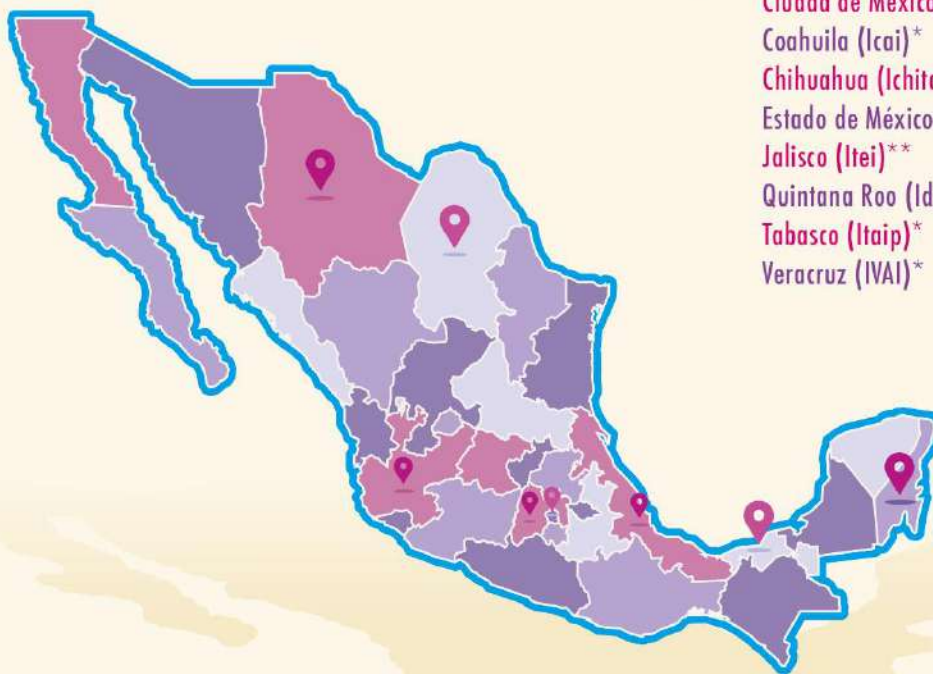 Ciudad de México
Coahuila (Icai)*
Chihuahua
Estado de México
Jalisco (Itei)**
Quintana Roo
Tabasco (Itaip)*
Veracruz (IVAI)*